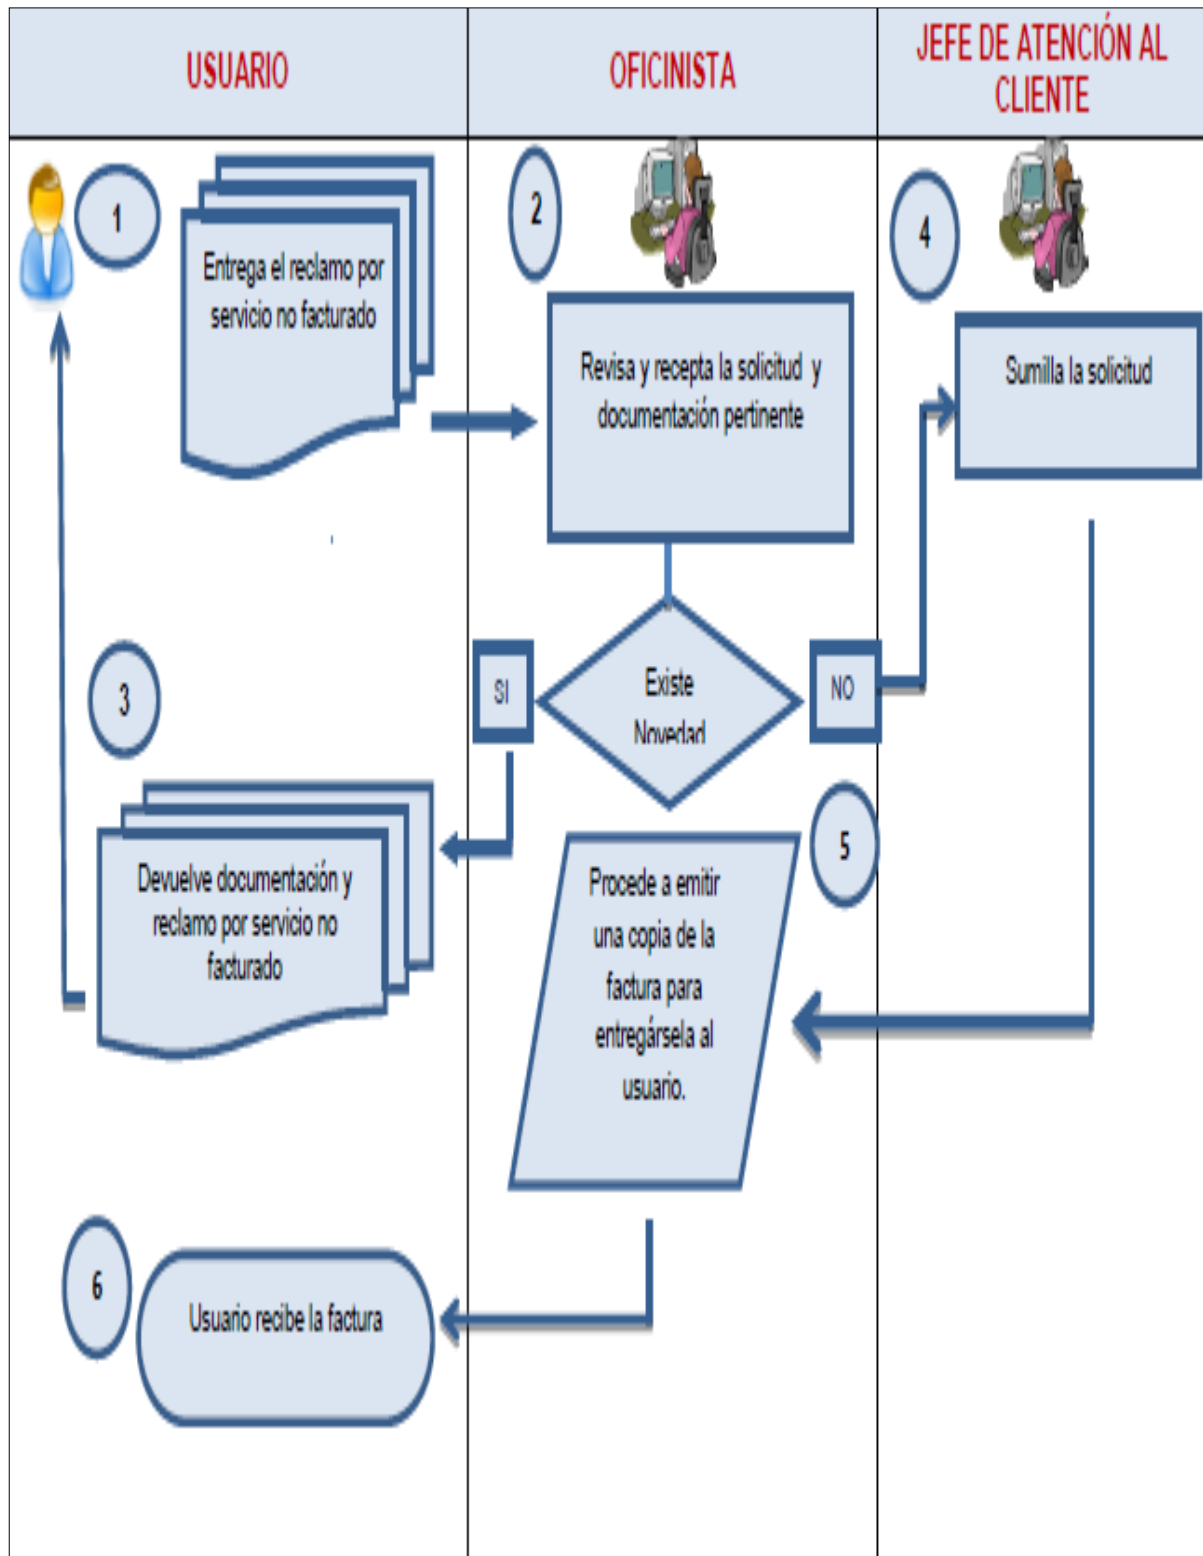 USUARIO
OFICINISTA
JEFE DE ATENCIÓN AL
CLIENTE
1
Entrega el reclamo por
servicio no facturado
2
Revisa y recepta la solicitud y
documentación pertinente
4
Sumilla la solicitud
Existe
Novedad
SI
NO
3
Devuelve documentación y
reclamo por servicio no
facturado
5
Procede a emitir
una copia de la
factura para
entregársela al
usuario.
6
Usuario recibe la factura